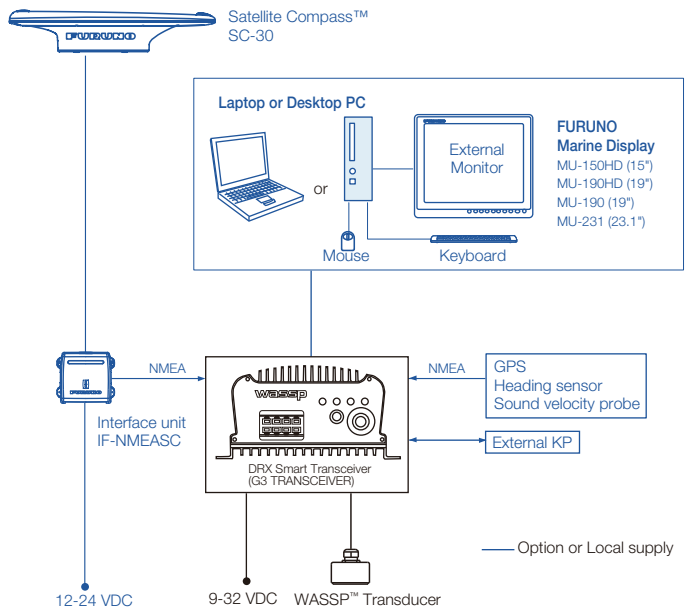 Satellite Compass™
SC-30
FURUNO
Laptop or Desktop PC
or
External
Monitor
FURUNO
Marine Display
MU-150HD (15")
MU-190HD (19")
MU-190 (19")
MU-231 (23.1")
Mouse
Keyboard
NMEA
NMEA
wassp
GPS
Heading sensor
Sound velocity probe
FURUNO
Interface unit
IF-NMEASC
External KP
DRX Smart Transceiver
(G3 TRANSCEIVER)
Option or Local supply
12-24 VDC
9-32 VDC
WASSP™ Transducer